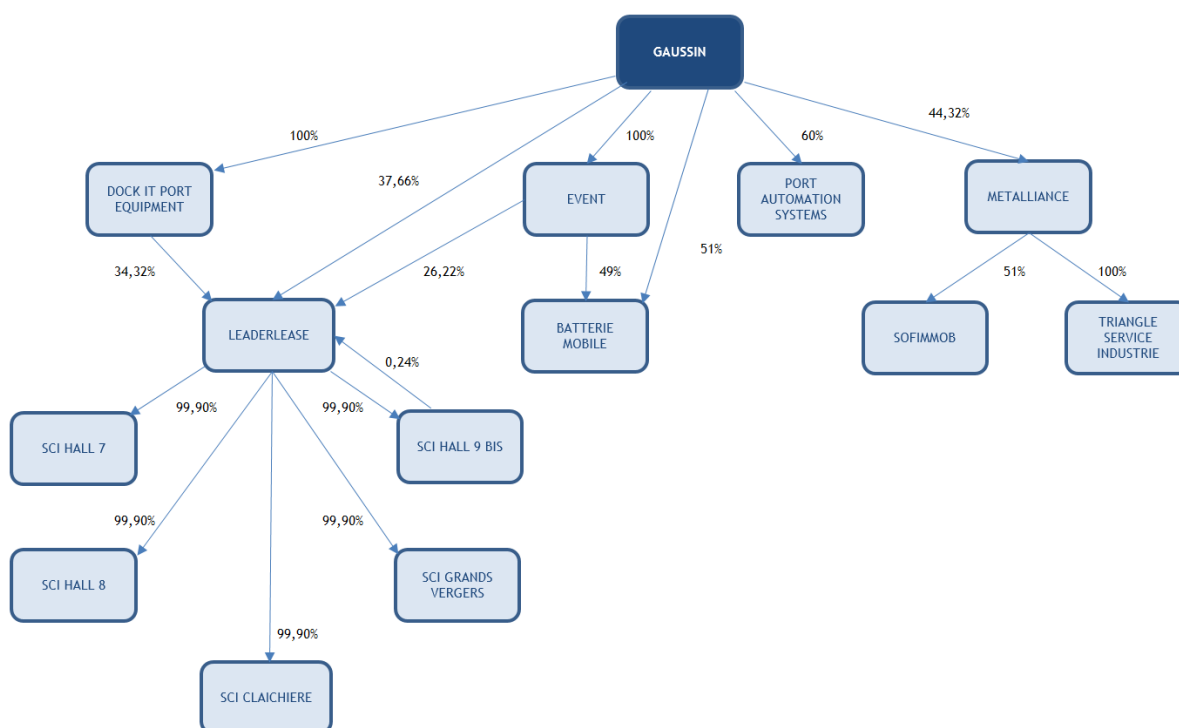 GAUSSIN
44,32%
100%
100%
60%
37,66%
DOCK IT PORT
EQUIPMENT
EVENT
PORT
AUTOMATION
SYSTEMS
METALLIANCE
51%
34,32%
26,22%
49%
51%
100%
LEADERLEASE
BATTERIE
MOBILE
SOFIMMOB
TRIANGLE
SERVICE
INDUSTRIE
0,24%
99,90%
99,90%
SCI HALL 7
SCI HALL 9 BIS
99,90%
99,90%
SCI HALL 8
SCI GRANDS
VERGERS
99,90%
SCI CLAICHIERE